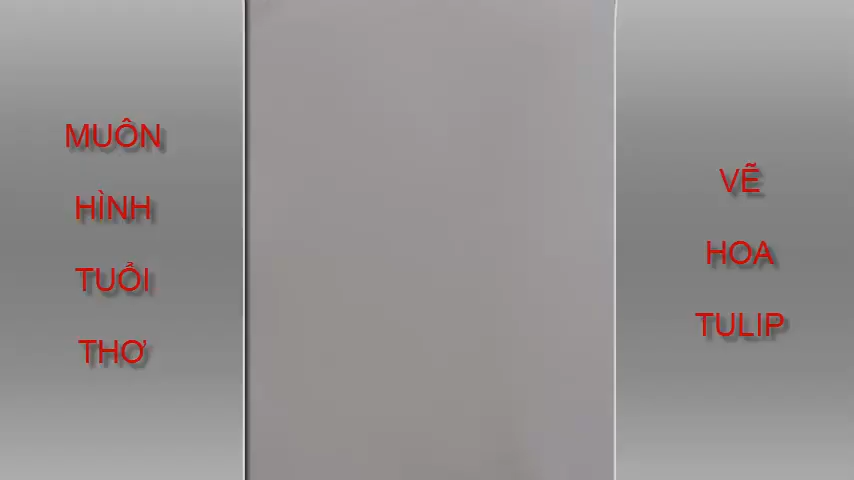 MUÔN
HÌNH
TUỔI
THƠ
VẼ
HOA
TULIP